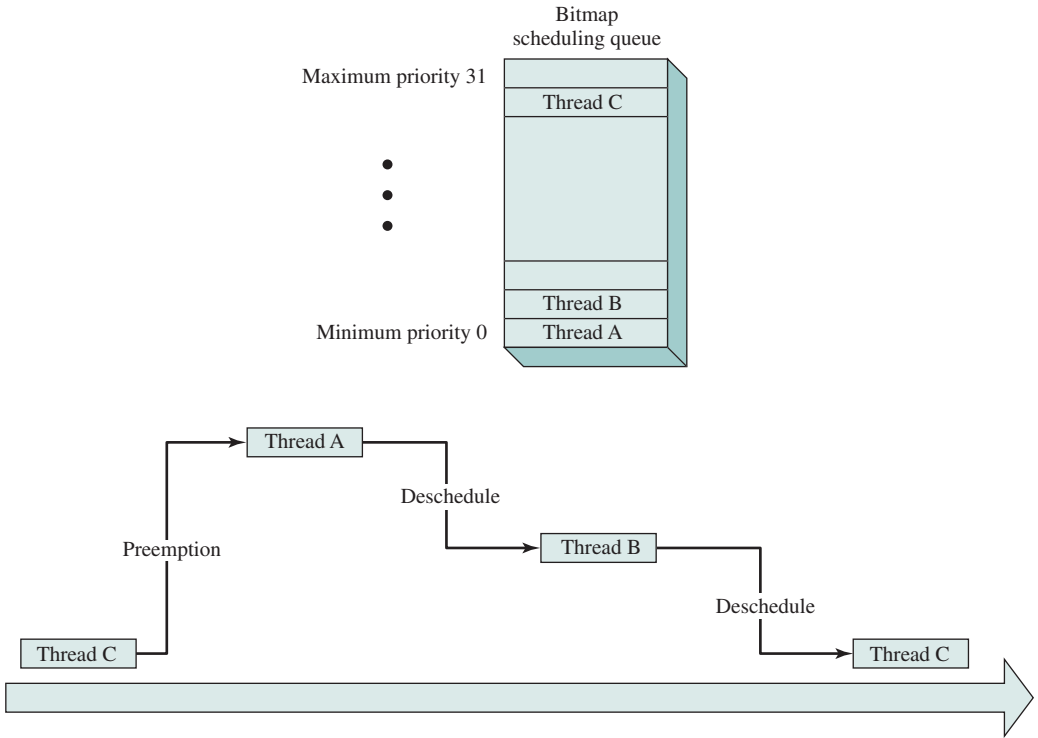 Bitmap
scheduling queue
Maximum priority 31
Thread C
Thread B
Minimum priority 0
Thread A
Thread A
Deschedule
Preemption
Thread B
Deschedule
Thread C
Thread C